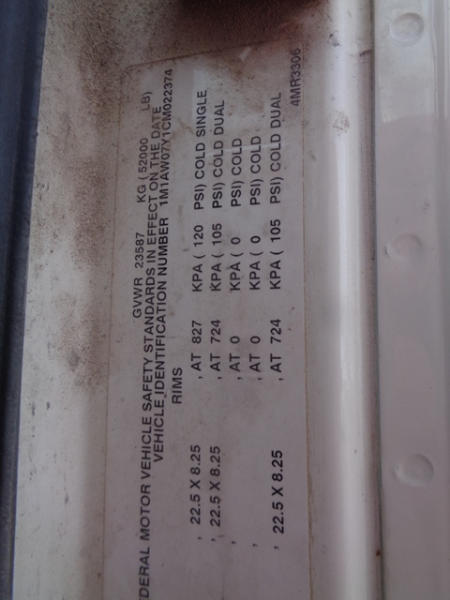 GVWR 23587 KG ( 52000 LB)
FEDERAL MOTOR VEHICLE SAFETY STANDARDS IN EFFECT ON THE DATE
VEHICLE IDENTIFICATION NUMBER 1M1AW07Y1CM022374
RIMS
, 22.5 X 8.25 , AT 827 KPA ( 120 PSI) COLD SINGLE
, 22.5 X 8.25 , AT 724 KPA ( 105 PSI) COLD DUAL
, , AT 0 KPA ( 0 PSI) COLD
, , AT 0 KPA ( 0 PSI) COLD
, 22.5 X 8.25 , AT 724 KPA ( 105 PSI) COLD DUAL
4MR3306